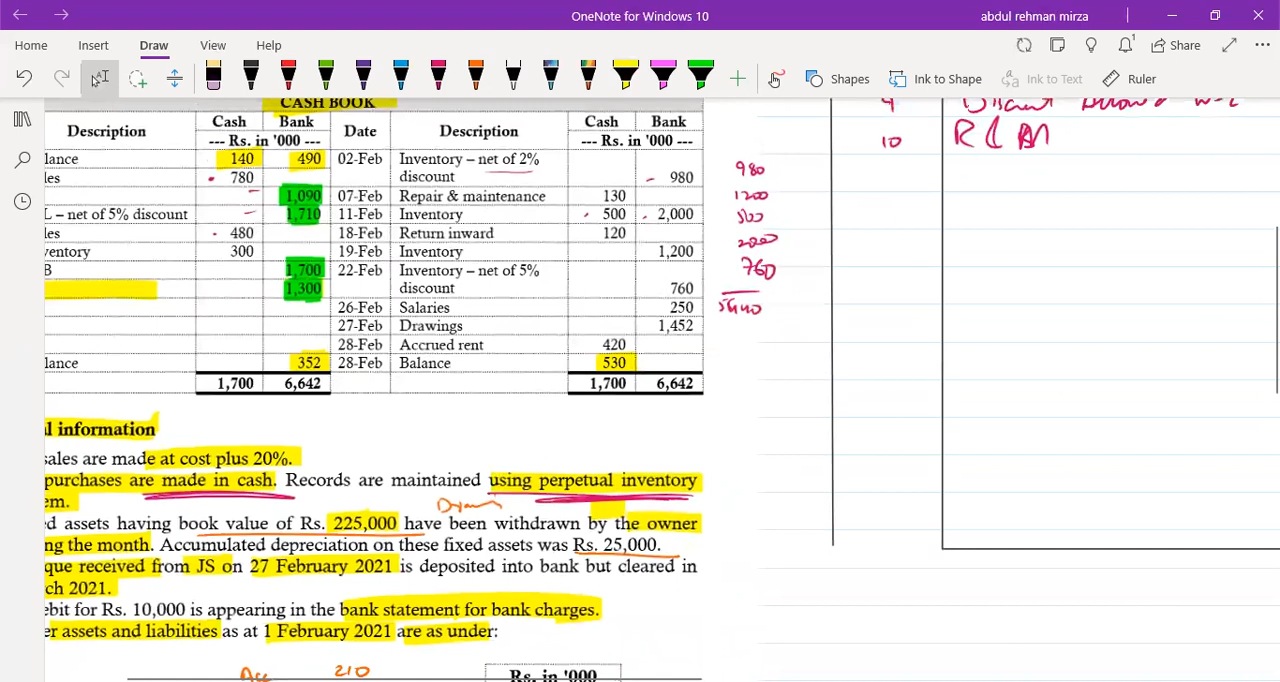 OneNote for Windows 10
abdul rehman mirza
Home Insert Draw View Help
Share
Shapes Ink to Shape Ink to Text Ruler
CASH BOOK
Description Cash Bank Date Description Cash Bank
--- Rs. in '000 --- --- Rs. in '000 ---
lance 140 490 02-Feb Inventory – net of 2%
les 780 discount 980
1,090 07-Feb Repair & maintenance 130
L – net of 5% discount 1,710 11-Feb Inventory 500 2,000
les 480 18-Feb Return inward 120
ventory 300 19-Feb Inventory 1,200
B 1,700 22-Feb Inventory – net of 5%
1,300 discount 760
26-Feb Salaries 250
27-Feb Drawings 1,452
28-Feb Accrued rent 420
lance 352 28-Feb Balance 530
1,700 6,642 1,700 6,642
980
1200
500
2000
760
5440
10 R
al information
sales are made at cost plus 20%.
purchases are made in cash. Records are maintained using perpetual inventory
em.
ed assets having book value of Rs. 225,000 have been withdrawn by the owner
ng the month. Accumulated depreciation on these fixed assets was Rs. 25,000.
que received from JS on 27 February 2021 is deposited into bank but cleared in
ch 2021.
ebit for Rs. 10,000 is appearing in the bank statement for bank charges.
er assets and liabilities as at 1 February 2021 are as under:
210
Rs. in '000